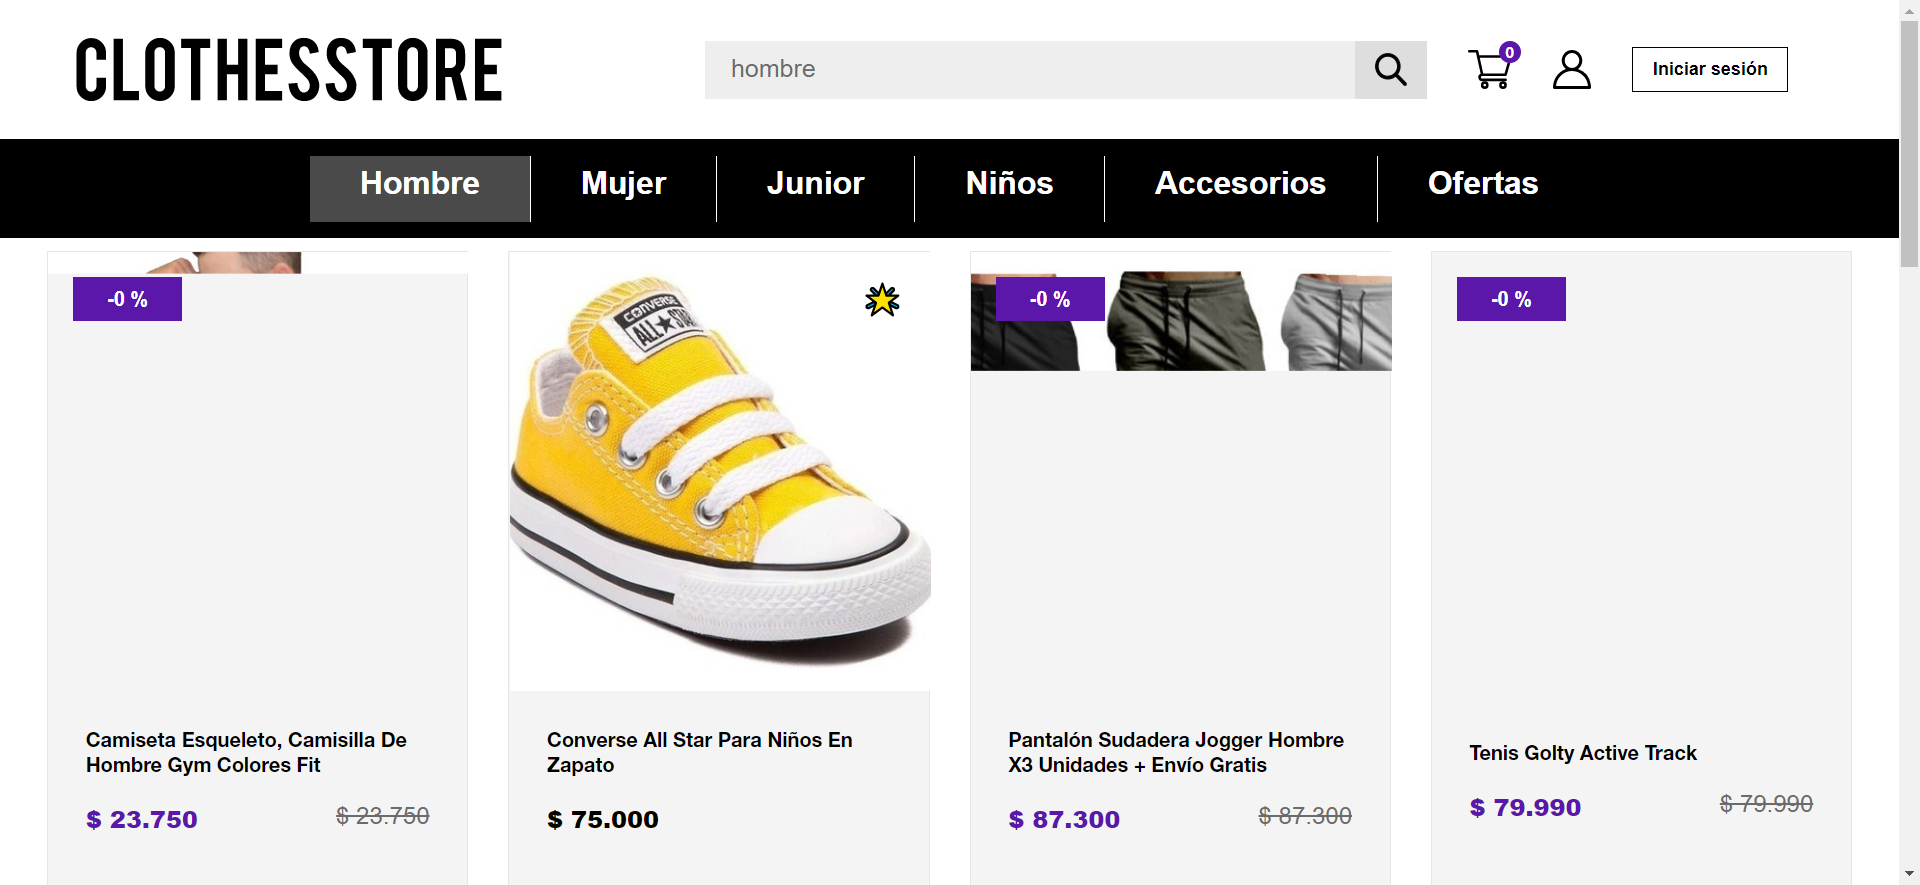 CLOTHESSTORE
hombre
0
Iniciar sesión
Hombre
Mujer
Junior
Niños
Accesorios
Ofertas
-0 %
CONVERSE
ALL ★ STAR
-0 %
-0 %
Camiseta Esqueleto, Camisilla De
Hombre Gym Colores Fit
$ 23.750
$ 23.750
Converse All Star Para Niños En
Zapato
$ 75.000
Pantalón Sudadera Jogger Hombre
X3 Unidades + Envío Gratis
$ 87.300
$ 87.300
Tenis Golty Active Track
$ 79.990
$ 79.990